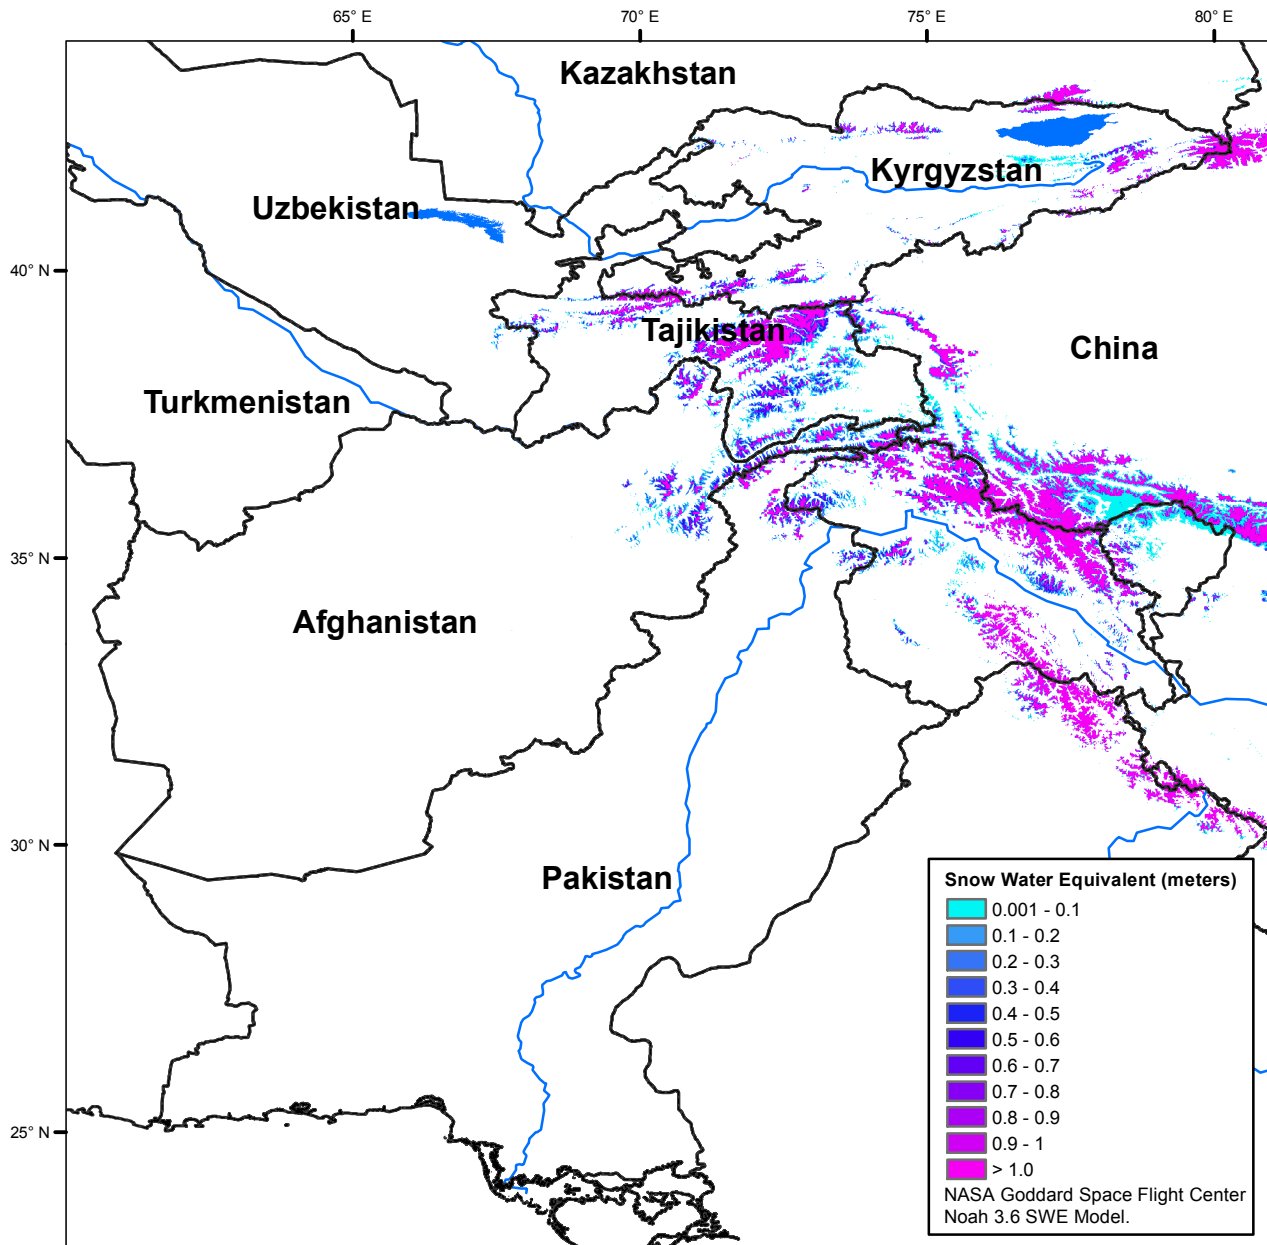 65° E
70° E
75° E
80° E
Kazakhstan
Kyrgyzstan
Uzbekistan
40° N
Tajikistan
China
Turkmenistan
35° N
Afghanistan
30° N
Pakistan
25° N
Snow Water Equivalent (meters)
0.001 - 0.1
0.1 - 0.2
0.2 - 0.3
0.3 - 0.4
0.4 - 0.5
0.5 - 0.6
0.6 - 0.7
0.7 - 0.8
0.8 - 0.9
0.9 - 1
> 1.0
NASA Goddard Space Flight Center
Noah 3.6 SWE Model.